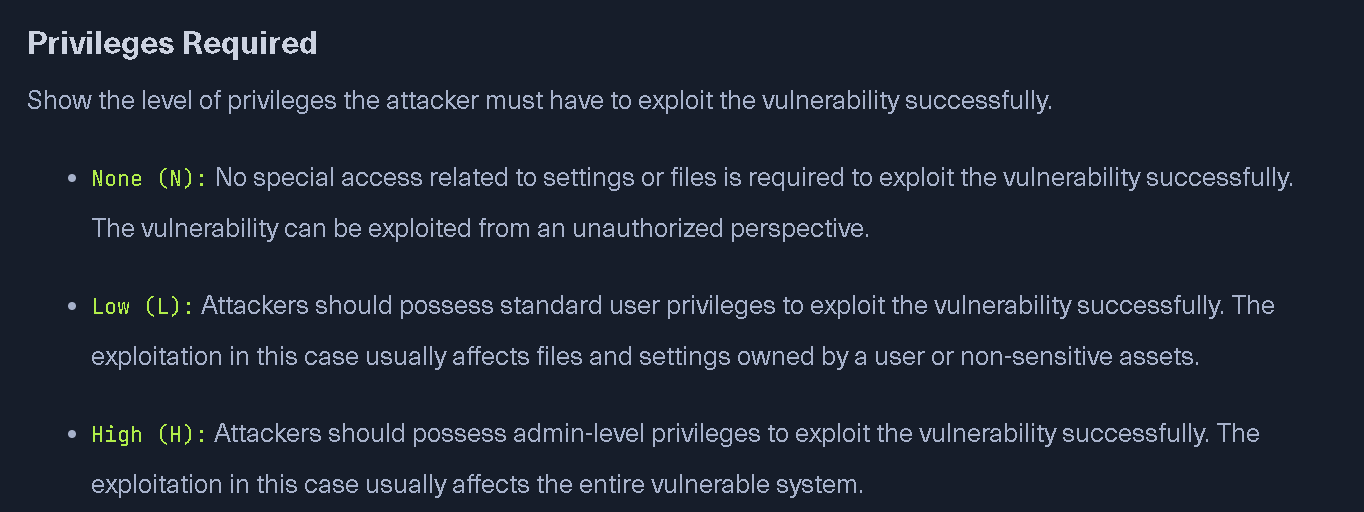 Privileges Required
Show the level of privileges the attacker must have to exploit the vulnerability successfully.
• None (N): No special access related to settings or files is required to exploit the vulnerability successfully.
The vulnerability can be exploited from an unauthorized perspective.
• Low (L): Attackers should possess standard user privileges to exploit the vulnerability successfully. The
exploitation in this case usually affects files and settings owned by a user or non-sensitive assets.
• High (H): Attackers should possess admin-level privileges to exploit the vulnerability successfully. The
exploitation in this case usually affects the entire vulnerable system.